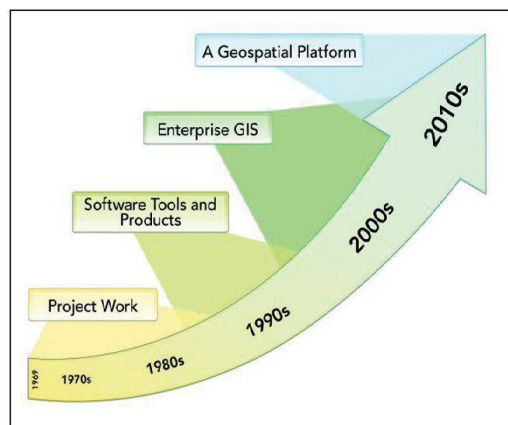 A Geospatial Platform
Enterprise GIS
Software Tools and
Products
Project Work
1969
1970s
1980s
1990s
2000s
2010s